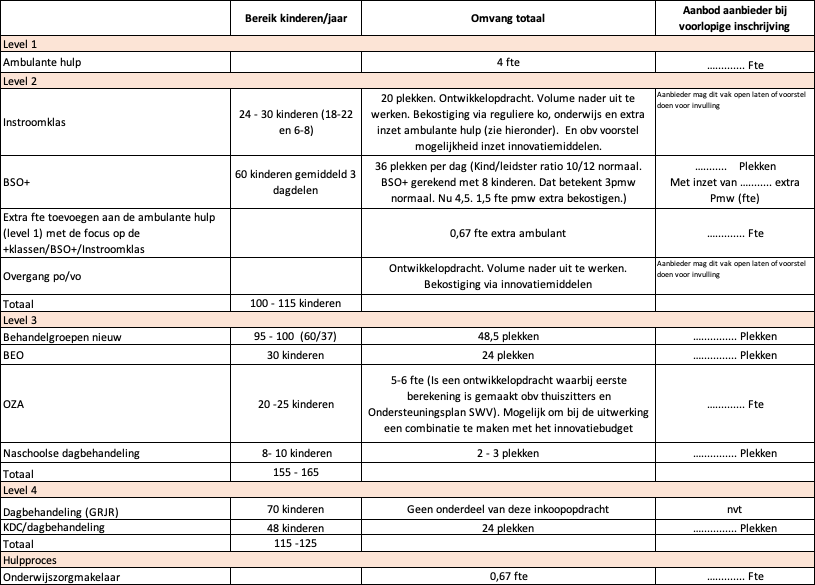 Bereik kinderen/jaar
Omvang totaal
Aanbod aanbieder bij
voorlopige inschrijving
Level 1
Ambulante hulp
4 fte
............. Fte
Level 2
Instroomklas
24 - 30 kinderen (18-22
en 6-8)
20 plekken. Ontwikkelopdracht. Volume nader uit te
werken. Bekostiging via reguliere ko, onderwijs en extra
inzet ambulante hulp (zie hieronder). En obv voorstel
mogelijkheid inzet innovatiemiddelen.
Aanbieder mag dit vak open laten of voorstel
doen voor invulling
BSO+
60 kinderen gemiddeld 3
dagdelen
36 plekken per dag (Kind/leidster ratio 10/12 normaal.
BSO+ gerekend met 8 kinderen. Dat betekent 3pmw
normaal. Nu 4,5. 1,5 fte pmw extra bekostigen.)
........... Plekken
Met inzet van ........... extra
Pmw (fte)
Extra fte toevoegen aan de ambulante hulp
(level 1) met de focus op de
+klassen/BSO+/Instroomklas
0,67 fte extra ambulant
............. Fte
Overgang po/vo
Ontwikkelopdracht. Volume nader uit te werken.
Bekostiging via innovatiemiddelen
Aanbieder mag dit vak open laten of voorstel
doen voor invulling
Totaal
100 - 115 kinderen
Level 3
Behandelgroepen nieuw
95 - 100 (60/37)
48,5 plekken
............... Plekken
BEO
30 kinderen
24 plekken
............... Plekken
OZA
20 -25 kinderen
5-6 fte (Is een ontwikkelopdracht waarbij eerste
berekening is gemaakt obv thuiszitters en
Ondersteuningsplan SWV). Mogelijk om bij de uitwerking
een combinatie te maken met het innovatiebudget
............. Fte
Naschoolse dagbehandeling
8- 10 kinderen
2 - 3 plekken
............... Plekken
Totaal
155 - 165
Level 4
Dagbehandeling (GRJR)
70 kinderen
Geen onderdeel van deze inkoopopdracht
nvt
KDC/dagbehandeling
48 kinderen
24 plekken
............... Plekken
Totaal
115 -125
Hulpproces
Onderwijszorgmakelaar
0,67 fte
............. Fte